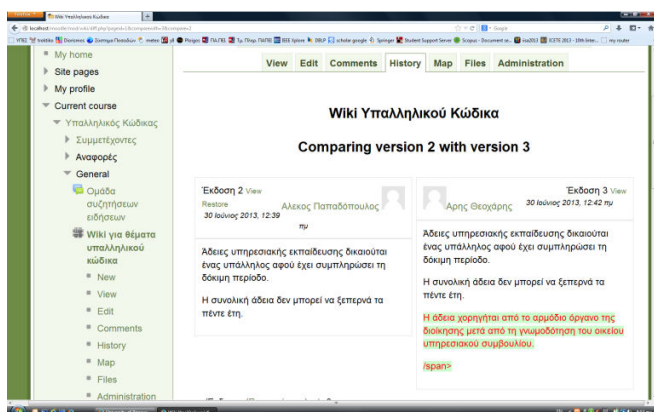 Wiki Υπαλληλικού Κώδικα
My home
Site pages
My profile
Current course
Υπαλληλικός Κώδικας
Συμμετέχοντες
Αναφορές
General
Ομάδα
συζητήσεων
ειδήσεων
Wiki για θέματα
υπαλληλικού
κώδικα
New
View
Edit
Comments
History
Map
Files
Administration
View Edit Comments History Map Files Administration
Wiki Υπαλληλικού Κώδικα
Comparing version 2 with version 3
Έκδοση 2 View
Restore
Αλεκος Παπαδόπουλος
30 Ιούνιος 2013, 12:39
πμ
Άδειες υπηρεσιακής εκπαίδευσης δικαιούται
ένας υπάλληλος αφού έχει συμπληρώσει τη
δόκιμη περίοδο.
Η συνολική άδεια δεν μπορεί να ξεπερνά τα
πέντε έτη.
Έκδοση 3 View
Αρης Θεοχάρης
30 Ιούνιος 2013, 12:42 πμ
Άδειες υπηρεσιακής εκπαίδευσης δικαιούται
ένας υπάλληλος αφού έχει συμπληρώσει τη
δόκιμη περίοδο.
Η συνολική άδεια δεν μπορεί να ξεπερνά τα
πέντε έτη.
Η άδεια χορηγήται από το αρμόδιο όργανο της
διοίκησης μετά από τη γνωμοδότηση του οικείου
υπηρεσιακού συμβουλίου.
/span>